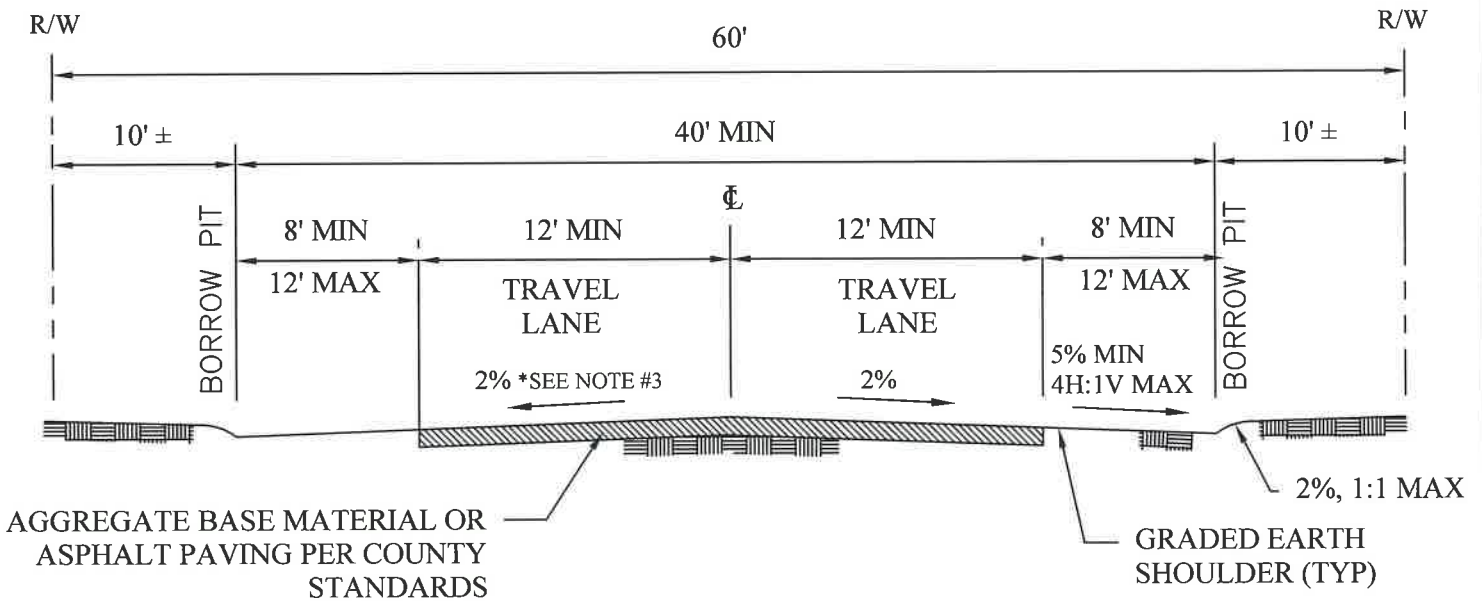 R/W
R/W
60'
10' ±
40' MIN
10' ±
℄
BORROW PIT
8' MIN
12' MAX
12' MIN
TRAVEL
LANE
12' MIN
TRAVEL
LANE
8' MIN
12' MAX
BORROW PIT
2% *SEE NOTE #3
2%
5% MIN
4H:1V MAX
2%, 1:1 MAX
AGGREGATE BASE MATERIAL OR
ASPHALT PAVING PER COUNTY
STANDARDS
GRADED EARTH
SHOULDER (TYP)